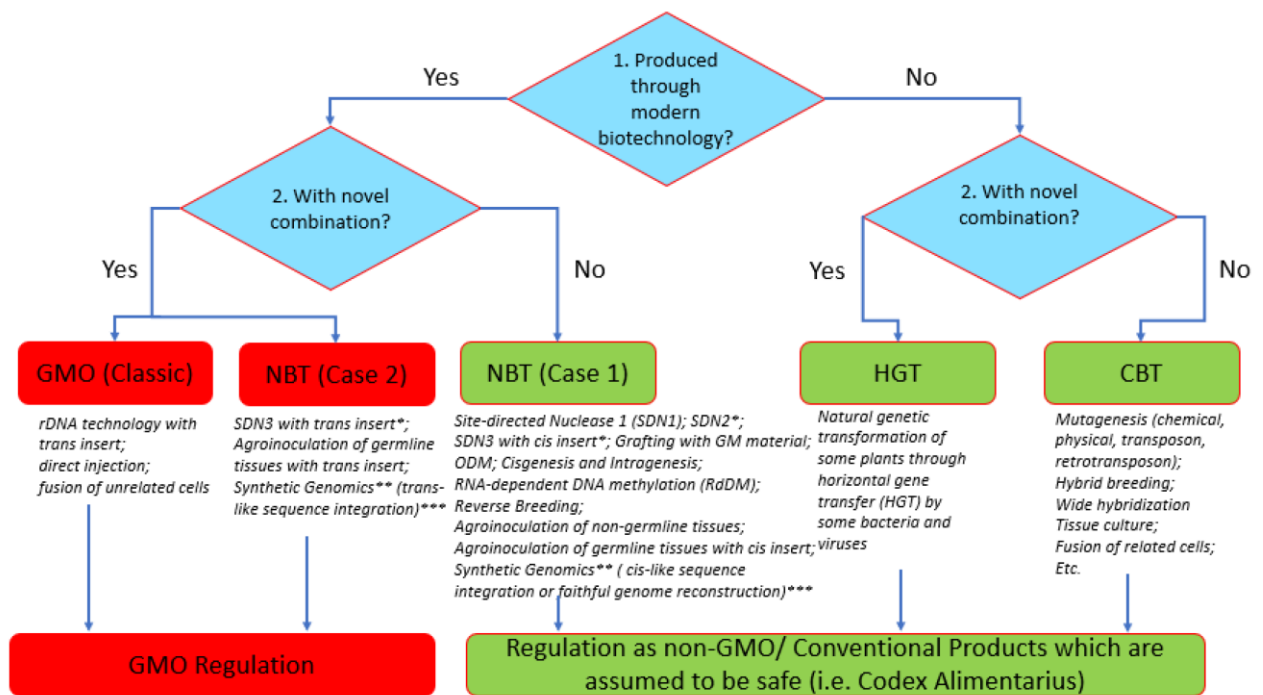 1. Produced
through
modern
biotechnology?
Yes
No
2. With novel
combination?
2. With novel
combination?
Yes
No
Yes
No
GMO (Classic)
NBT (Case 2)
NBT (Case 1)
HGT
CBT
rDNA technology with
trans insert;
direct injection;
fusion of unrelated cells
SDN3 with trans insert*;
Agroinoculation of germline
tissues with trans insert;
Synthetic Genomics** (trans-
like sequence integration)***
Site-directed Nuclease 1 (SDN1); SDN2*;
SDN3 with cis insert*; Grafting with GM material;
ODM; Cisgenesis and Intragenesis;
RNA-dependent DNA methylation (RdDM);
Reverse Breeding;
Agroinoculation of non-germline tissues;
Agroinoculation of germline tissues with cis insert;
Synthetic Genomics** ( cis-like sequence
integration or faithful genome reconstruction)***
Natural genetic
transformation of
some plants through
horizontal gene
transfer (HGT) by
some bacteria and
viruses
Mutagenesis (chemical,
physical, transposon,
retrotransposon);
Hybrid breeding;
Wide hybridization
Tissue culture;
Fusion of related cells;
Etc.
GMO Regulation
Regulation as non-GMO/ Conventional Products which are
assumed to be safe (i.e. Codex Alimentarius)